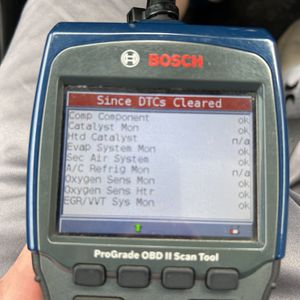 BOSCH
Since DTCs Cleared
Comp Component ok
Catalyst Mon ok
Htd Catalyst n/a
Evap System Mon ok
Sec Air System ok
A/C Refrig Mon n/a
Oxygen Sens Mon ok
Oxygen Sens Htr ok
EGR/VVT Sys Mon ok
ProGrade OBD II Scan Tool